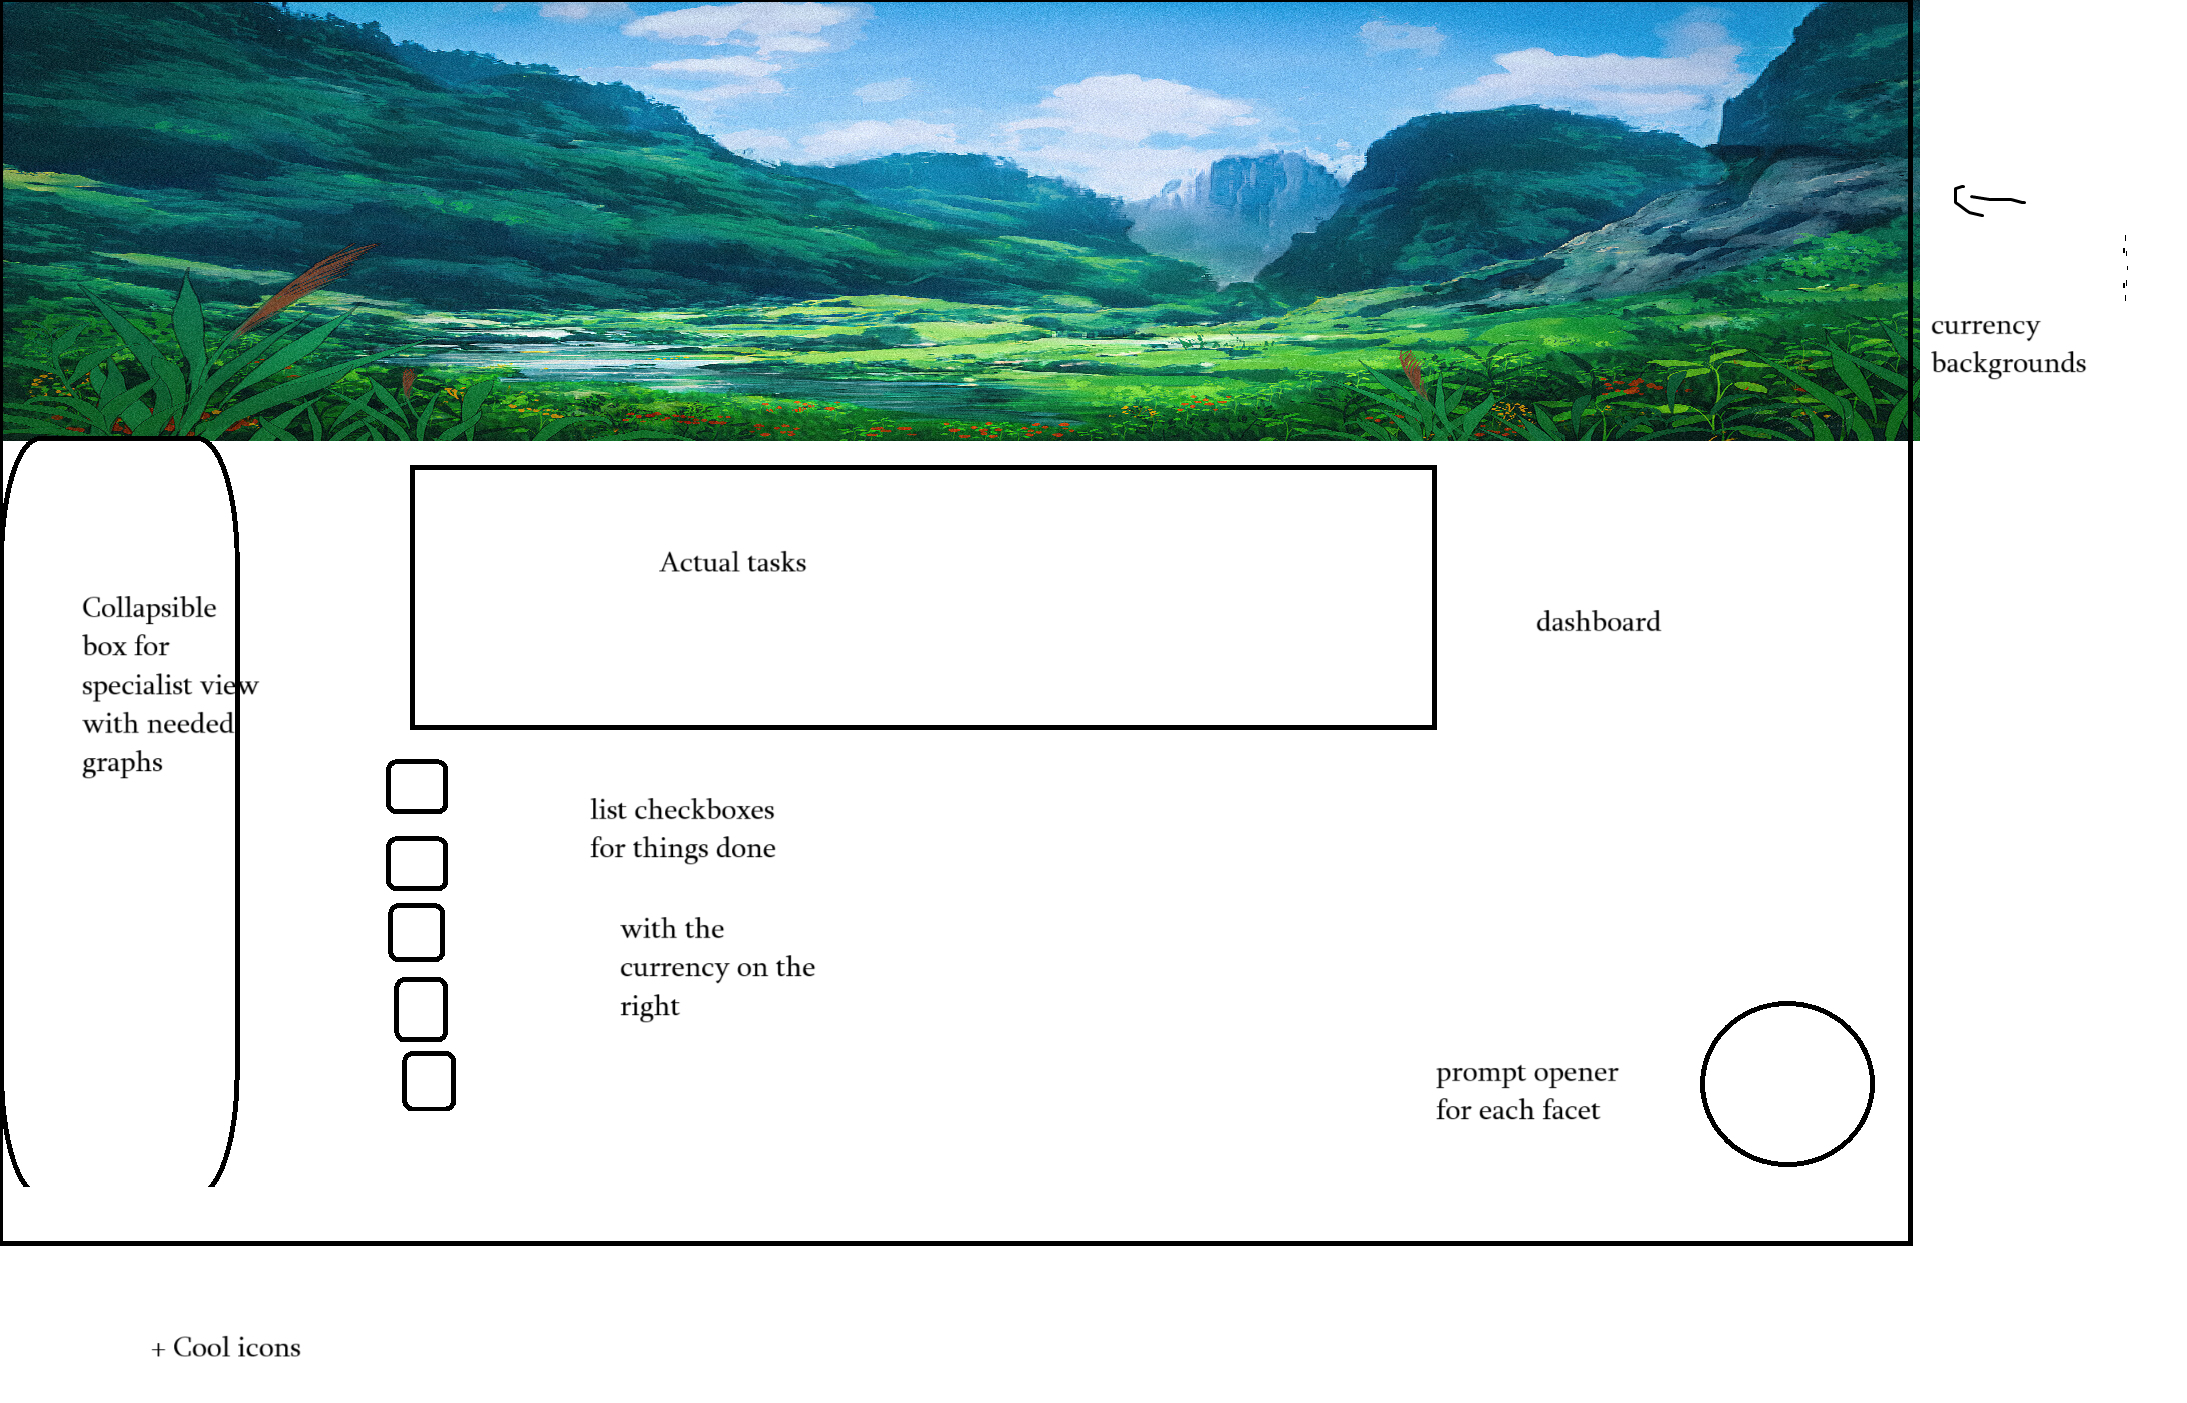 currency
backgrounds
Actual tasks
Collapsible
box for
specialist view
with needed
graphs
dashboard
list checkboxes
for things done
with the
currency on the
right
prompt opener
for each facet
+ Cool icons